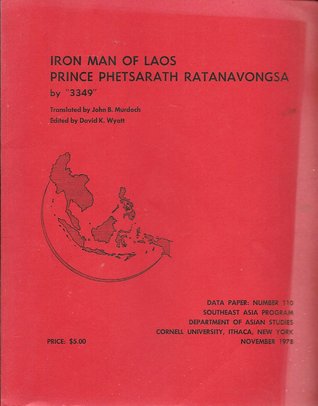 IRON MAN OF LAOS
PRINCE PHETSARATH RATANAVONGSA
by "3349"
Translated by John B. Murdoch
Edited by David K. Wyatt
DATA PAPER: NUMBER 110
SOUTHEAST ASIA PROGRAM
DEPARTMENT OF ASIAN STUDIES
CORNELL UNIVERSITY, ITHACA, NEW YORK
PRICE: $5.00
NOVEMBER 1978